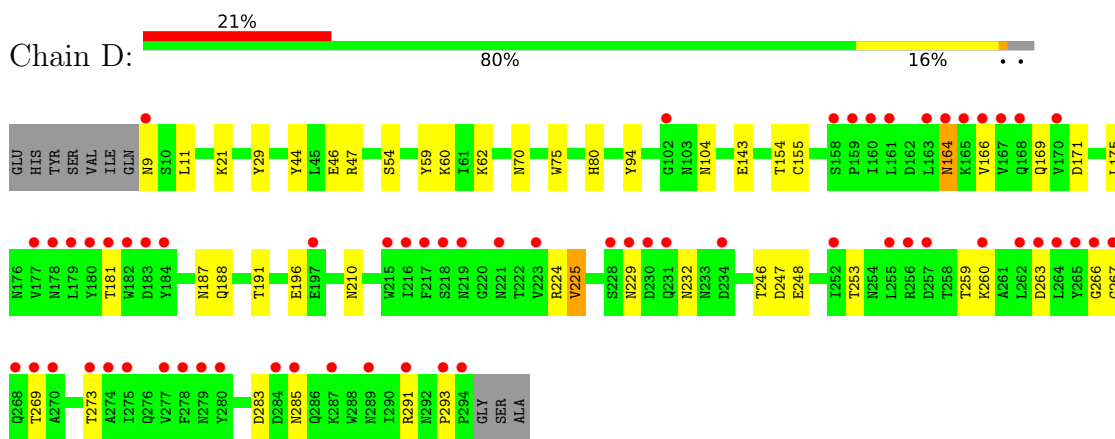 21%
Chain D:
80% 16% • •
GLU HIS TYR SER VAL ILE GLN N9 S10 L11 K21 Y29 Y44 L45 E46 R47 S54 Y59 K60 I61 K62 N70 W75 H80 Y94 G102 N103 N104 E143 T154 C155 S158 P159 I160 L161 D162 L163 N164 K165 V166 V167 Q168 Q169 V170 D171 L175
N176 V177 N178 L179 Y180 T181 W182 D183 Y184 N187 Q188 T191 E196 E197 N210 W215 I216 F217 S218 N219 G220 N221 T222 V223 R224 V225 S228 N229 D230 Q231 N232 N233 D234 T246 D247 E248 I252 T253 N254 L255 R256 D257 T258 T259 K260 A261 L262 D263 L264 Y265 G266
Q268 T269 A270 T273 A274 I275 Q276 V277 F278 N279 Y280 D283 D284 N285 Q286 K287 W288 N289 I290 R291 N292 P293 P294 GLY SER ALA